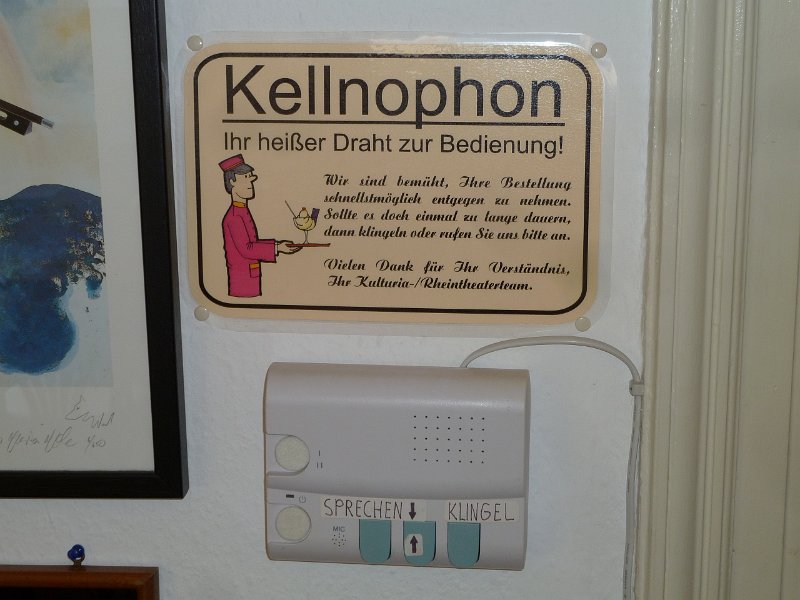 Kellnophon
Ihr heißer Draht zur Bedienung!
Wir sind bemüht, Ihre Bestellung
schnellstmöglich entgegen zu nehmen.
Sollte es doch einmal zu lange dauern,
dann klingeln oder rufen Sie uns bitte an.
Vielen Dank für Ihr Verständnis,
Ihr Kulturia-/Rheintheaterteam.
I
II
SPRECHEN ↓ KLINGEL
MIC
↑